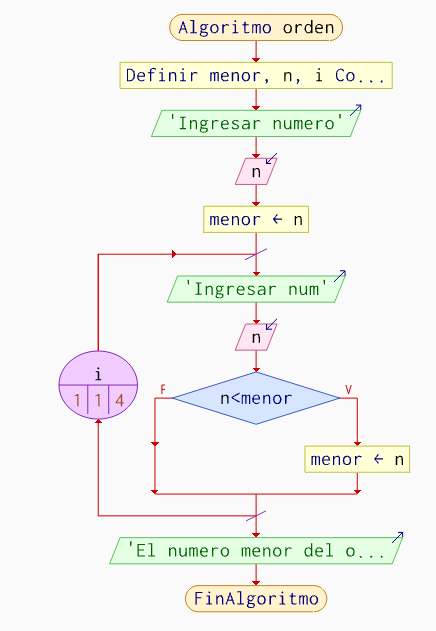 Algoritmo orden
Definir menor, n, i Co...
'Ingresar numero'
n
menor ← n
'Ingresar num'
n
i
1 1 4
F
n<menor
V
menor ← n
'El numero menor del o...
FinAlgoritmo